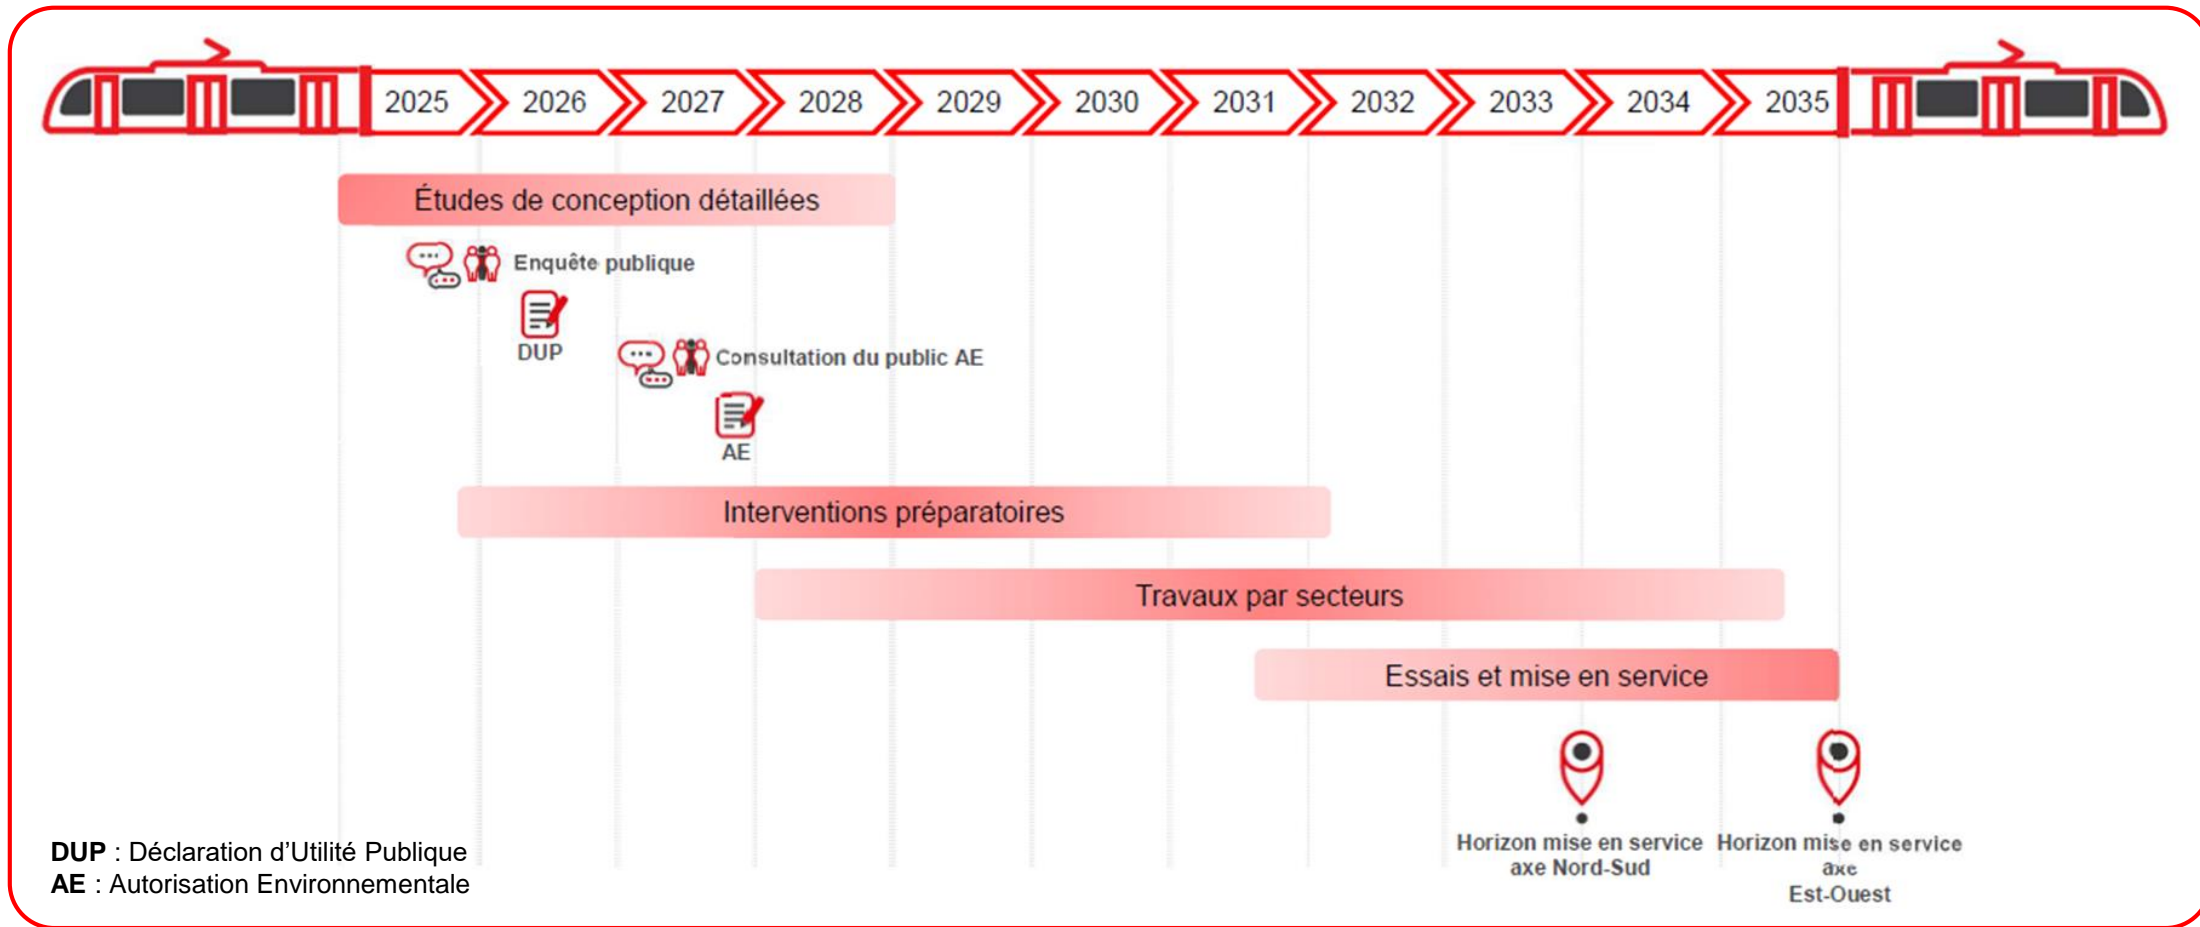 2025 2026 2027 2028 2029 2030 2031 2032 2033 2034 2035
Études de conception détaillées
Enquête publique
DUP
Consultation du public AE
AE
Interventions préparatoires
Travaux par secteurs
Essais et mise en service
Horizon mise en service
axe Nord-Sud
Horizon mise en service
axe
Est-Ouest
DUP : Déclaration d'Utilité Publique
AE : Autorisation Environnementale